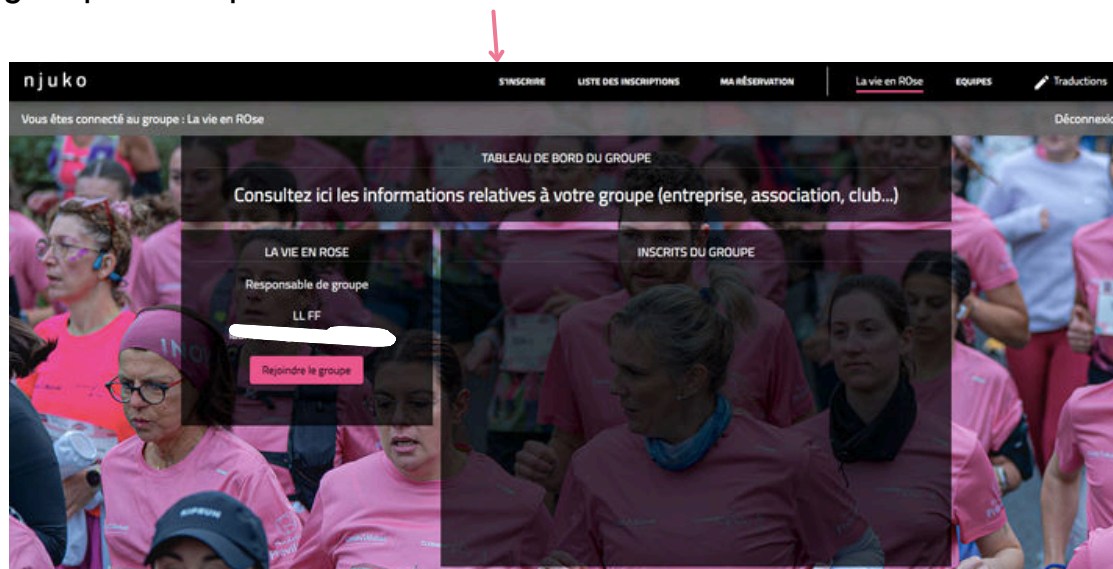 njuko
S'INSCRIRE
LISTE DES INSCRIPTIONS
MA RÉSERVATION
La vie en ROse
EQUIPES
Traductions
Vous êtes connecté au groupe : La vie en ROse
Déconnexio
TABLEAU DE BORD DU GROUPE
Consultez ici les informations relatives à votre groupe (entreprise, association, club...)
LA VIE EN ROSE
INSCRITS DU GROUPE
Responsable de groupe
LL FF
Rejoindre le groupe
KIPRUN